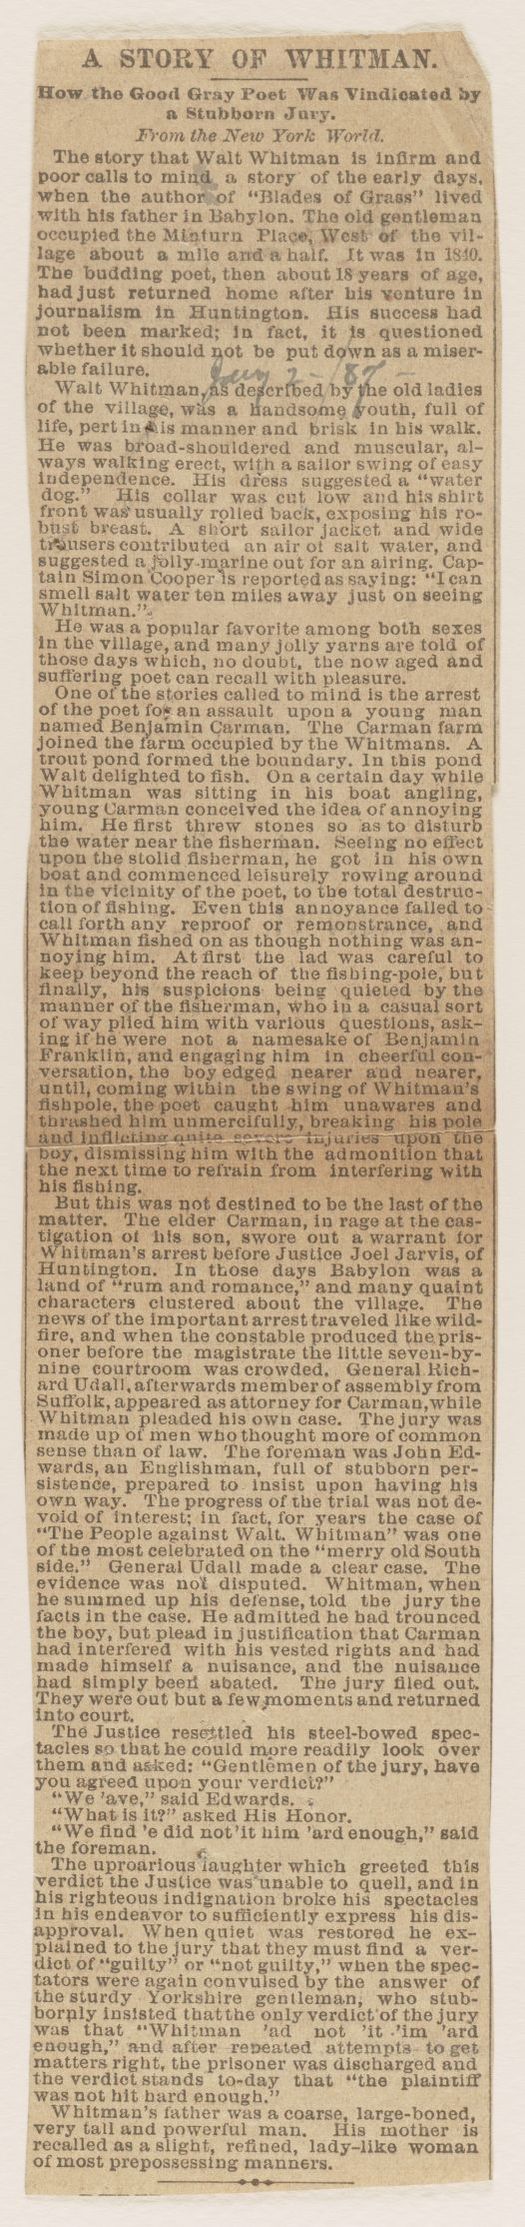 A STORY OF WHITMAN.
How the Good Gray Poet Was Vindicated by
a Stubborn Jury.
From the New York World.
The story that Walt Whitman is infirm and
poor calls to mind a story of the early days,
when the author of "Blades of Grass" lived
with his father in Babylon. The old gentleman
occupied the Minturn Place, West of the vil-
lage about a mile and a half. It was in 1840.
The budding poet, then about 18 years of age,
had just returned home after his venture in
journalism in Huntington. His success had
not been marked; in fact, it is questioned
whether it should not be put down as a miser-
able failure.
2-/87-
Walt Whitman, as described by the old ladies
of the village, was a handsome youth, full of
life, pert in his manner and brisk in his walk.
He was broad-shouldered and muscular, al-
ways walking erect, with a sailor swing of easy
independence. His dress suggested a "water
dog." His collar was cut low and his shirt
front was usually rolled back, exposing his ro-
bust breast. A short sailor jacket and wide
trousers contributed an air of salt water, and
suggested a jolly marine out for an airing. Cap-
tain Simon Cooper is reported as saying: "I can
smell salt water ten miles away just on seeing
Whitman."
He was a popular favorite among both sexes
in the village, and many jolly yarns are told of
those days which, no doubt, the now aged and
suffering poet can recall with pleasure.
One of the stories called to mind is the arrest
of the poet for an assault upon a young man
named Benjamin Carman. The Carman farm
joined the farm occupied by the Whitmans. A
trout pond formed the boundary. In this pond
Walt delighted to fish. On a certain day while
Whitman was sitting in his boat angling,
young Carman conceived the idea of annoying
him. He first threw stones so as to disturb
the water near the fisherman. Seeing no effect
upon the stolid fisherman, he got in his own
boat and commenced leisurely rowing around
in the vicinity of the poet, to the total destruc-
tion of fishing. Even this annoyance failed to
call forth any reproof or remonstrance, and
Whitman fished on as though nothing was an-
noying him. At first the lad was careful to
keep beyond the reach of the fishing-pole, but
finally, his suspicions being quieted by the
manner of the fisherman, who in a casual sort
of way plied him with various questions, ask-
ing if he were not a namesake of Benjamin
Franklin, and engaging him in cheerful con-
versation, the boy edged nearer and nearer,
until, coming within the swing of Whitman's
fishpole, the poet caught him unawares and
thrashed him unmercifully, breaking his pole
and inflicting quite severe injuries upon the
boy, dismissing him with the admonition that
the next time to refrain from interfering with
his fishing.
But this was not destined to be the last of the
matter. The elder Carman, in rage at the cas-
tigation of his son, swore out a warrant for
Whitman's arrest before Justice Joel Jarvis, of
Huntington. In those days Babylon was a
land of "rum and romance," and many quaint
characters clustered about the village. The
news of the important arrest traveled like wild-
fire, and when the constable produced the pris-
oner before the magistrate the little seven-by-
nine courtroom was crowded. General Rich-
ard Udall, afterwards member of assembly from
Suffolk, appeared as attorney for Carman, while
Whitman pleaded his own case. The jury was
made up of men who thought more of common
sense than of law. The foreman was John Ed-
wards, an Englishman, full of stubborn per-
sistence, prepared to insist upon having his
own way. The progress of the trial was not de-
void of interest; in fact, for years the case of
"The People against Walt. Whitman" was one
of the most celebrated on the "merry old South
side." General Udall made a clear case. The
evidence was not disputed. Whitman, when
he summed up his defense, told the jury the
facts in the case. He admitted he had trounced
the boy, but plead in justification that Carman
had interfered with his vested rights and had
made himself a nuisance, and the nuisance
had simply been abated. The jury filed out.
They were out but a few moments and returned
into court.
The Justice resettled his steel-bowed spec-
tacles so that he could more readily look over
them and asked: "Gentlemen of the jury, have
you agreed upon your verdict?"
"We 'ave," said Edwards.
"What is it?" asked His Honor.
"We find 'e did not 'it him 'ard enough," said
the foreman.
The uproarious laughter which greeted this
verdict the Justice was unable to quell, and in
his righteous indignation broke his spectacles
in his endeavor to sufficiently express his dis-
approval. When quiet was restored he ex-
plained to the jury that they must find a ver-
dict of "guilty" or "not guilty," when the spec-
tators were again convulsed by the answer of
the sturdy Yorkshire gentleman, who stub-
bornly insisted that the only verdict of the jury
was that "Whitman 'ad not 'it 'im 'ard
enough," and after repeated attempts to get
matters right, the prisoner was discharged and
the verdict stands to-day that "the plaintiff
was not hit hard enough."
Whitman's father was a coarse, large-boned,
very tall and powerful man. His mother is
recalled as a slight, refined, lady-like woman
of most prepossessing manners.